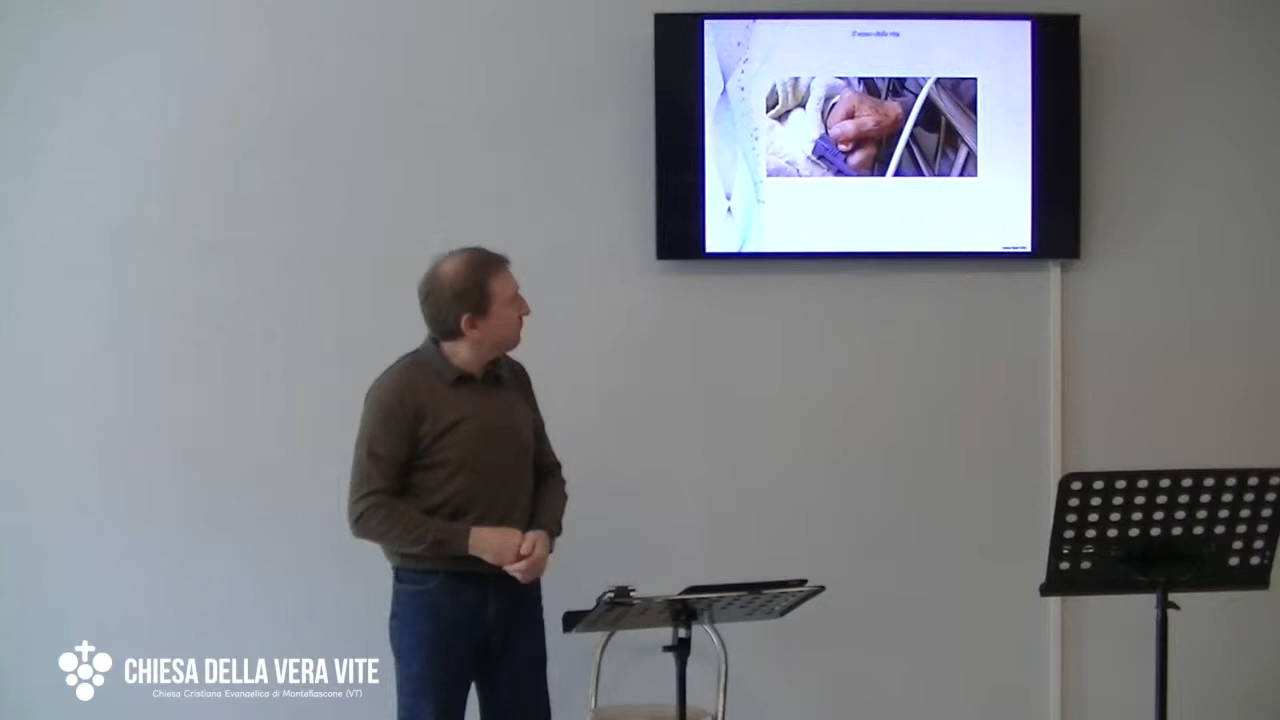 Il senso della vita
CHIESA DELLA VERA VITE
Chiesa Cristiana Evangelica di Montefiascone (VT)